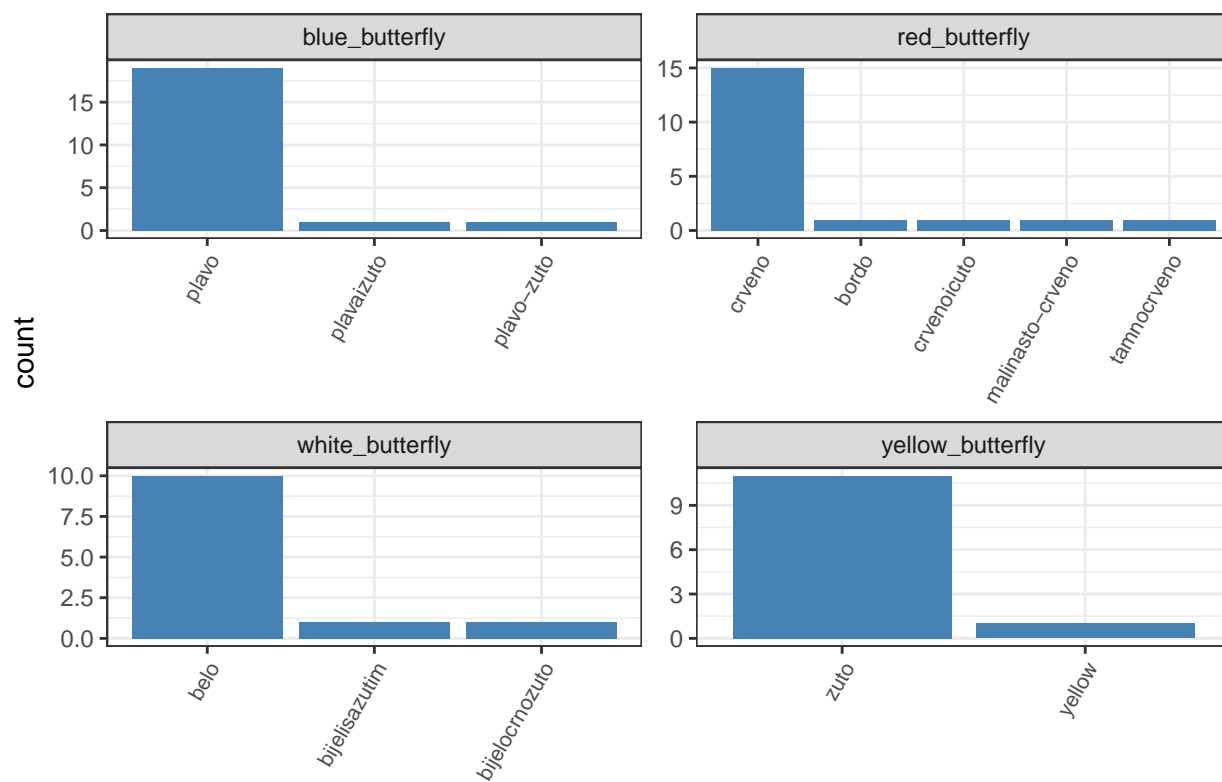 blue_butterfly
red_butterfly
15
10
5
0
15
10
5
0
plavo
plavaizuto
plavo-zuto
crveno
bordo
crvenoicuto
malinasto-crveno
tamnocrveno
count
white_butterfly
yellow_butterfly
10.0
7.5
5.0
2.5
0.0
9
6
3
0
belo
bijelisazutim
bijelocrnozuto
zuto
yellow